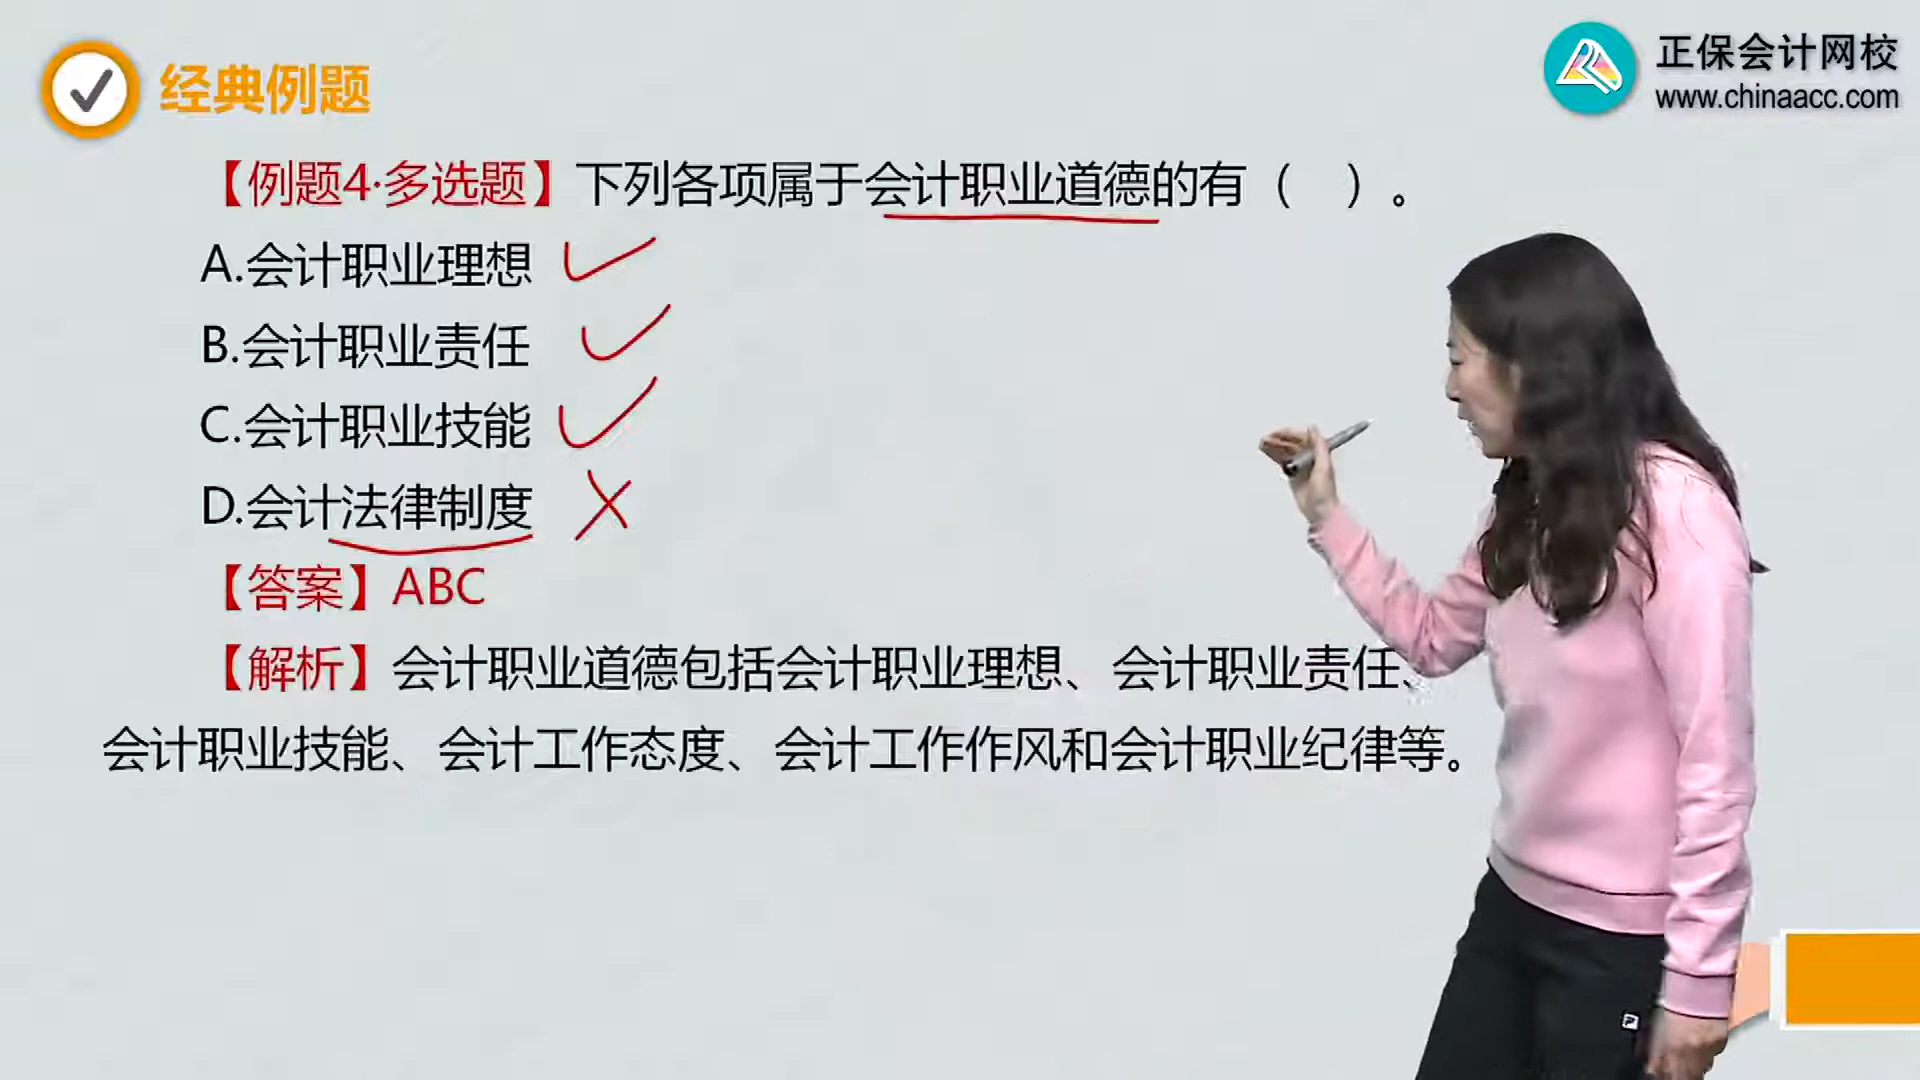 经典例题
正保会计网校
www.chinaacc.com
【例题4·多选题】下列各项属于会计职业道德的有（ ）。
A.会计职业理想
B.会计职业责任
C.会计职业技能
D.会计法律制度
【答案】ABC
【解析】会计职业道德包括会计职业理想、会计职业责任、
会计职业技能、会计工作态度、会计工作作风和会计职业纪律等。